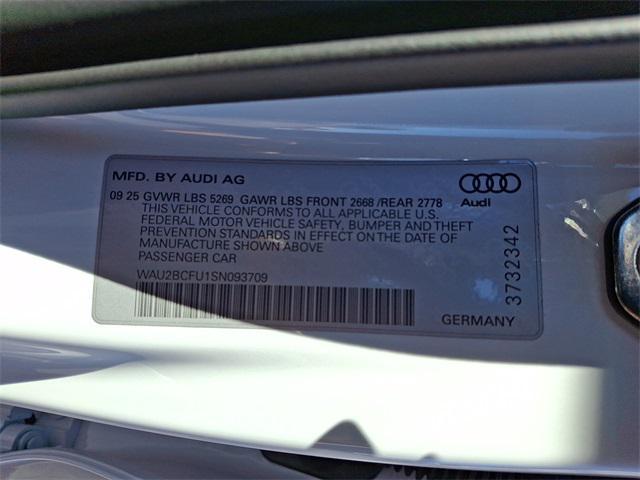 MFD. BY AUDI AG
Audi
09 25 GVWR LBS 5269 GAWR LBS FRONT 2668 /REAR 2778
THIS VEHICLE CONFORMS TO ALL APPLICABLE U.S.
FEDERAL MOTOR VEHICLE SAFETY, BUMPER AND THEFT
PREVENTION STANDARDS IN EFFECT ON THE DATE OF
MANUFACTURE SHOWN ABOVE
PASSENGER CAR
WAU2BCFU1SN093709
GERMANY
3732342